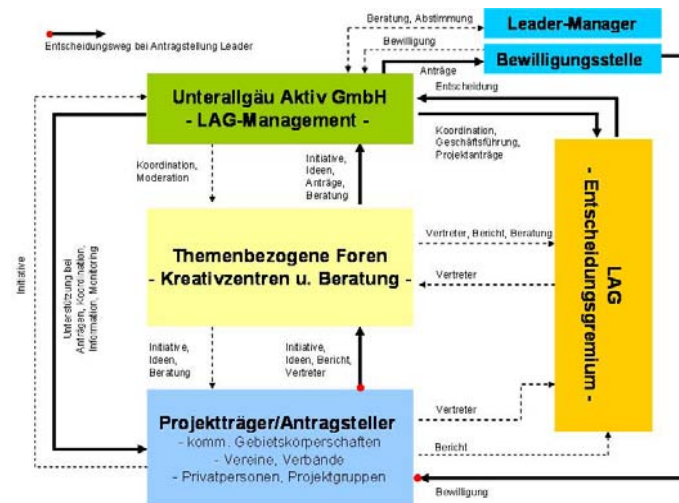 Entscheidungsweg bei Antragstellung Leader
Beratung, Abstimmung
Leader-Manager
Bewilligung
Bewilligungsstelle
Anträge
Unterallgäu Aktiv GmbH
- LAG-Management -
Entscheidung
Koordination,
Geschäftsführung,
Projektanträge
Koordination,
Moderation
Initiative,
Ideen,
Anträge,
Beratung
LAG
- Entscheidungsgremium -
Themenbezogene Foren
- Kreativzentren u. Beratung -
Vertreter, Bericht, Beratung
Vertreter
Initiative
Unterstützung bei
Anträgen, Koordination,
Information, Monitoring
Initiative,
Ideen,
Beratung
Initiative,
Ideen, Bericht,
Vertreter
Projektträger/Antragsteller
- komm. Gebietskörperschaften
- Vereine, Verbände
- Privatpersonen, Projektgruppen
Vertreter
Bericht
Bewilligung